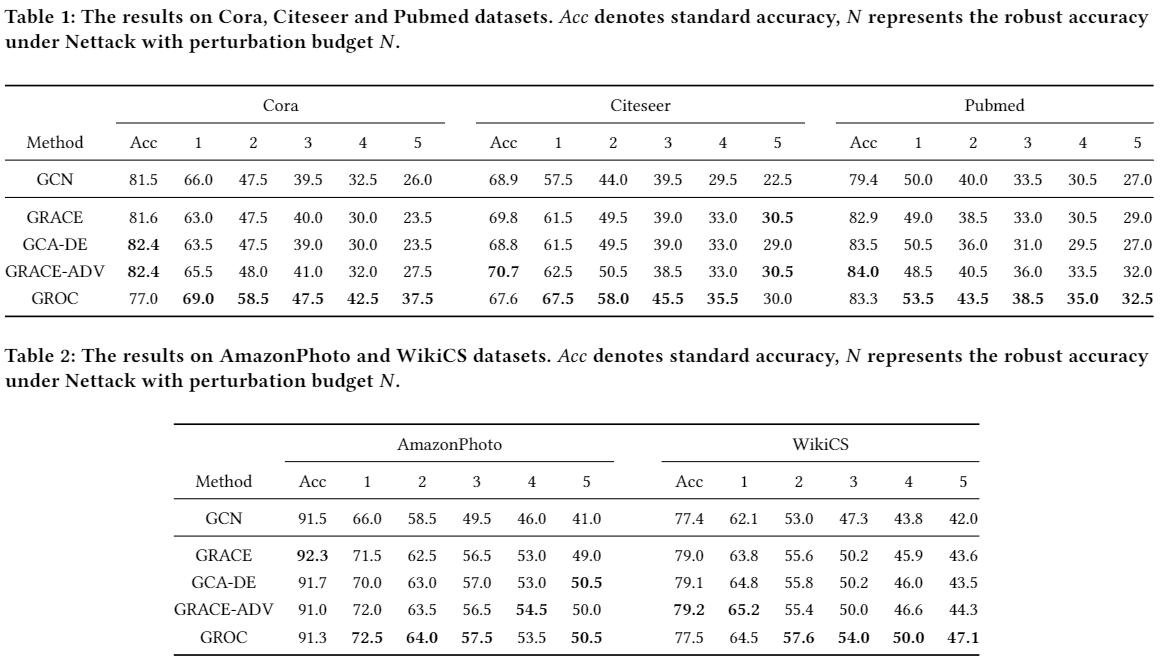 Table 1: The results on Cora, Citeseer and Pubmed datasets. Acc denotes standard accuracy, N represents the robust accuracy
under Nettack with perturbation budget N.
Cora Citeseer Pubmed
Method Acc 1 2 3 4 5 Acc 1 2 3 4 5 Acc 1 2 3 4 5
GCN 81.5 66.0 47.5 39.5 32.5 26.0 68.9 57.5 44.0 39.5 29.5 22.5 79.4 50.0 40.0 33.5 30.5 27.0
GRACE 81.6 63.0 47.5 40.0 30.0 23.5 69.8 61.5 49.5 39.0 33.0 30.5 82.9 49.0 38.5 33.0 30.5 29.0
GCA-DE 82.4 63.5 47.5 39.0 30.0 23.5 68.8 61.5 49.5 39.0 33.0 29.0 83.5 50.5 36.0 31.0 29.5 27.0
GRACE-ADV 82.4 65.5 48.0 41.0 32.0 27.5 70.7 62.5 50.5 38.5 33.0 30.5 84.0 48.5 40.5 36.0 33.5 32.0
GROC 77.0 69.0 58.5 47.5 42.5 37.5 67.6 67.5 58.0 45.5 35.5 30.0 83.3 53.5 43.5 38.5 35.0 32.5
Table 2: The results on AmazonPhoto and WikiCS datasets. Acc denotes standard accuracy, N represents the robust accuracy
under Nettack with perturbation budget N.
AmazonPhoto WikiCS
Method Acc 1 2 3 4 5 Acc 1 2 3 4 5
GCN 91.5 66.0 58.5 49.5 46.0 41.0 77.4 62.1 53.0 47.3 43.8 42.0
GRACE 92.3 71.5 62.5 56.5 53.0 49.0 79.0 63.8 55.6 50.2 45.9 43.6
GCA-DE 91.7 70.0 63.0 57.0 53.0 50.5 79.1 64.8 55.8 50.2 46.0 43.5
GRACE-ADV 91.0 72.0 63.5 56.5 54.5 50.0 79.2 65.2 55.4 50.0 46.6 44.3
GROC 91.3 72.5 64.0 57.5 53.5 50.5 77.5 64.5 57.6 54.0 50.0 47.1